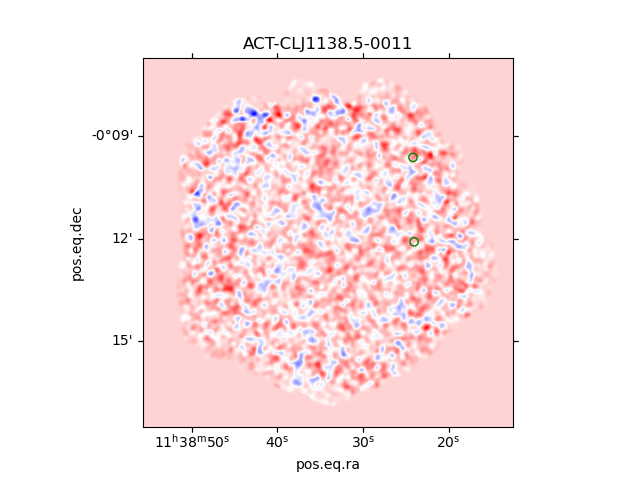 ACT-CLJ1138.5-0011
-0°09'
12'
15'
pos.eq.dec
11ʰ38ᵐ50ˢ 40ˢ 30ˢ 20ˢ
pos.eq.ra